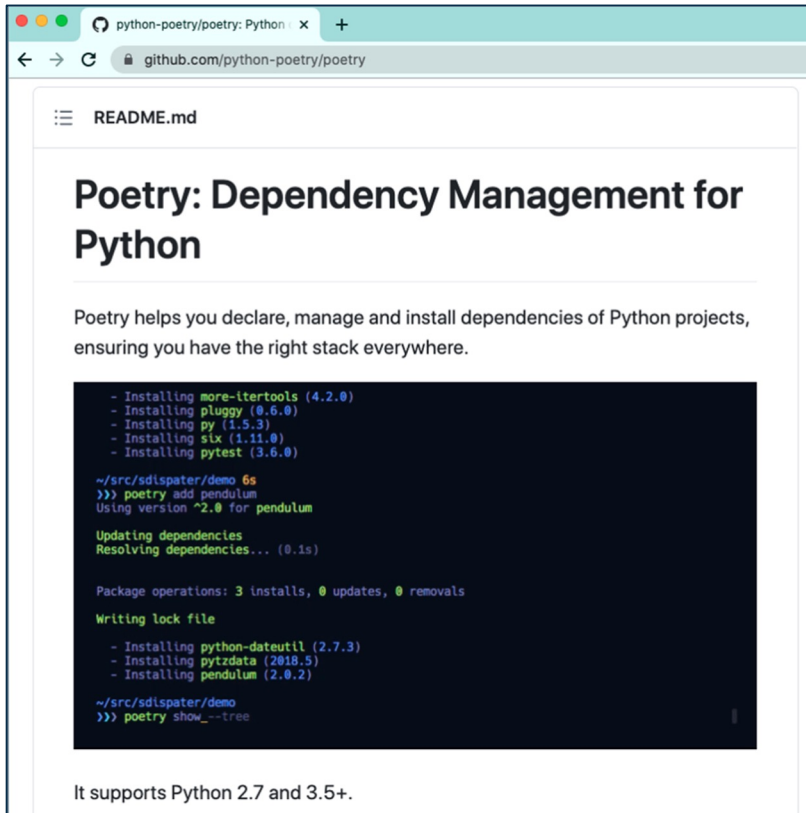 python-poetry/poetry: Python
github.com/python-poetry/poetry
README.md
Poetry: Dependency Management for
Python
Poetry helps you declare, manage and install dependencies of Python projects,
ensuring you have the right stack everywhere.
- Installing more-itertools (4.2.0)
- Installing pluggy (0.6.0)
- Installing py (1.5.3)
- Installing six (1.11.0)
- Installing pytest (3.6.0)
~/src/sdispater/demo 6s
❯❯❯ poetry add pendulum
Using version ^2.0 for pendulum
Updating dependencies
Resolving dependencies... (0.1s)
Package operations: 3 installs, 0 updates, 0 removals
Writing lock file
- Installing python-dateutil (2.7.3)
- Installing pytzdata (2018.5)
- Installing pendulum (2.0.2)
~/src/sdispater/demo
❯❯❯ poetry show_--tree
It supports Python 2.7 and 3.5+.